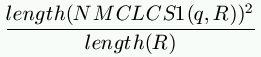 length(NMCLCS1(q, R))²
length(R)